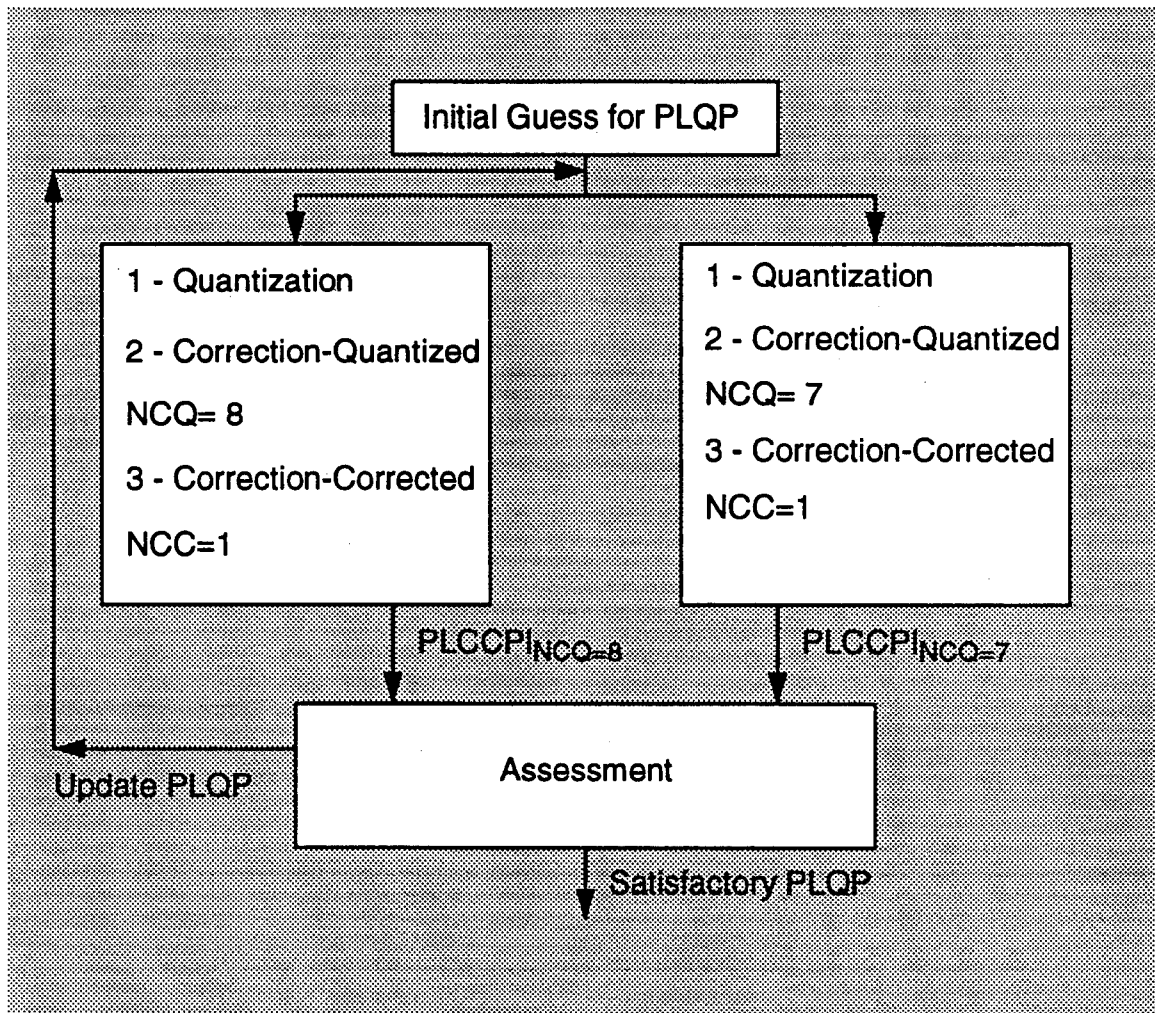 Initial Guess for PLQP
1 - Quantization
2 - Correction-Quantized
NCQ= 8
3 - Correction-Corrected
NCC=1
1 - Quantization
2 - Correction-Quantized
NCQ= 7
3 - Correction-Corrected
NCC=1
PLCCPI NCQ=8
PLCCPI NCQ=7
Assessment
Update PLQP
Satisfactory PLQP